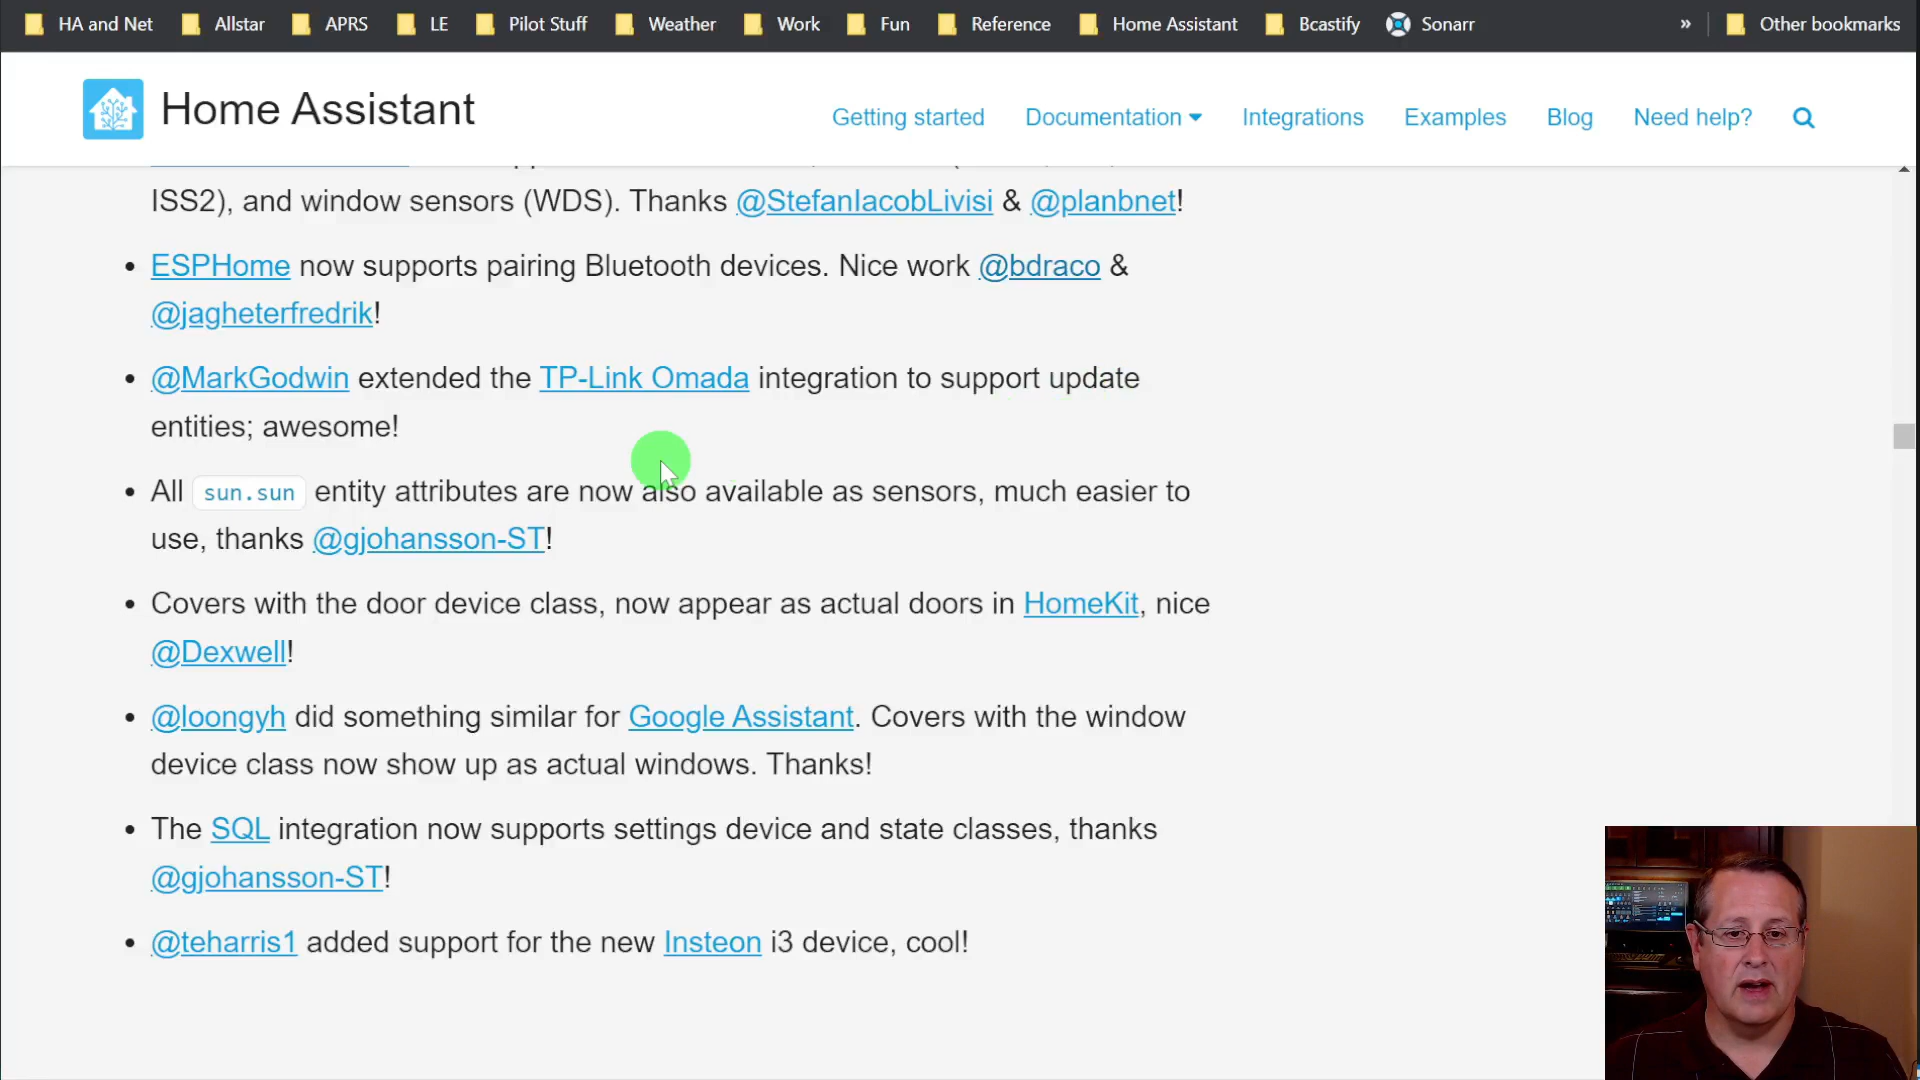 HA and Net Allstar APRS LE Pilot Stuff Weather Work Fun Reference Home Assistant Bcastify Sonarr » Other bookmarks
Home Assistant
Getting started Documentation Integrations Examples Blog Need help?
ISS2), and window sensors (WDS). Thanks @StefanIacobLivisi & @planbnet!
• ESPHome now supports pairing Bluetooth devices. Nice work @bdraco &
@jagheterfredrik!
• @MarkGodwin extended the TP-Link Omada integration to support update
entities; awesome!
• All sun.sun entity attributes are now also available as sensors, much easier to
use, thanks @gjohansson-ST!
• Covers with the door device class, now appear as actual doors in HomeKit, nice
@Dexwell!
• @loongyh did something similar for Google Assistant. Covers with the window
device class now show up as actual windows. Thanks!
• The SQL integration now supports settings device and state classes, thanks
@gjohansson-ST!
• @teharris1 added support for the new Insteon i3 device, cool!